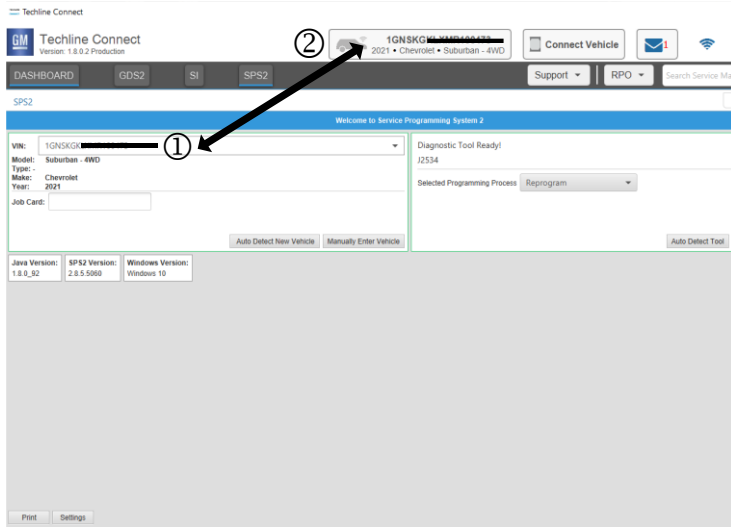 Techline Connect
GM
Techline Connect
Version: 1.8.0.2 Production
②
2021 • Chevrolet • Suburban - 4WD
Connect Vehicle
1
DASHBOARD
GDS2
SI
SPS2
Support
RPO
Search Service Ma
SPS2
Welcome to Service Programming System 2
VIN:
1GNSKGK
①
Model: Suburban - 4WD
Type: -
Make: Chevrolet
Year: 2021
Job Card:
Auto Detect New Vehicle
Manually Enter Vehicle
Diagnostic Tool Ready!
J2534
Selected Programming Process
Reprogram
Auto Detect Tool
Java Version:
1.8.0_92
SPS2 Version:
2.8.5.5060
Windows Version:
Windows 10
Print
Settings